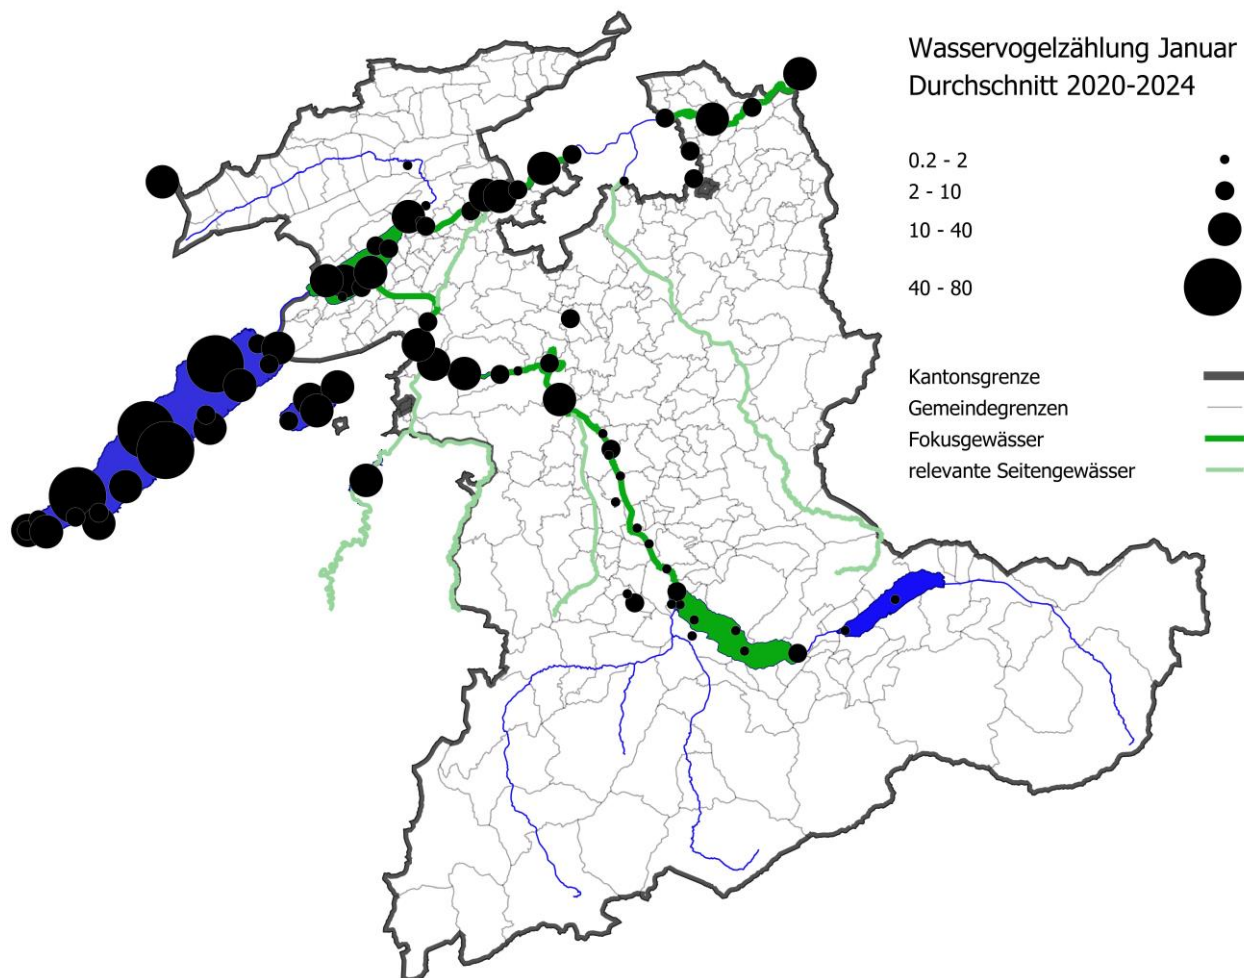 Wasservogelzählung Januar
Durchschnitt 2020-2024
0.2 - 2
2 - 10
10 - 40
40 - 80
Kantonsgrenze
Gemeindegrenzen
Fokusgewässer
relevante Seitengewässer